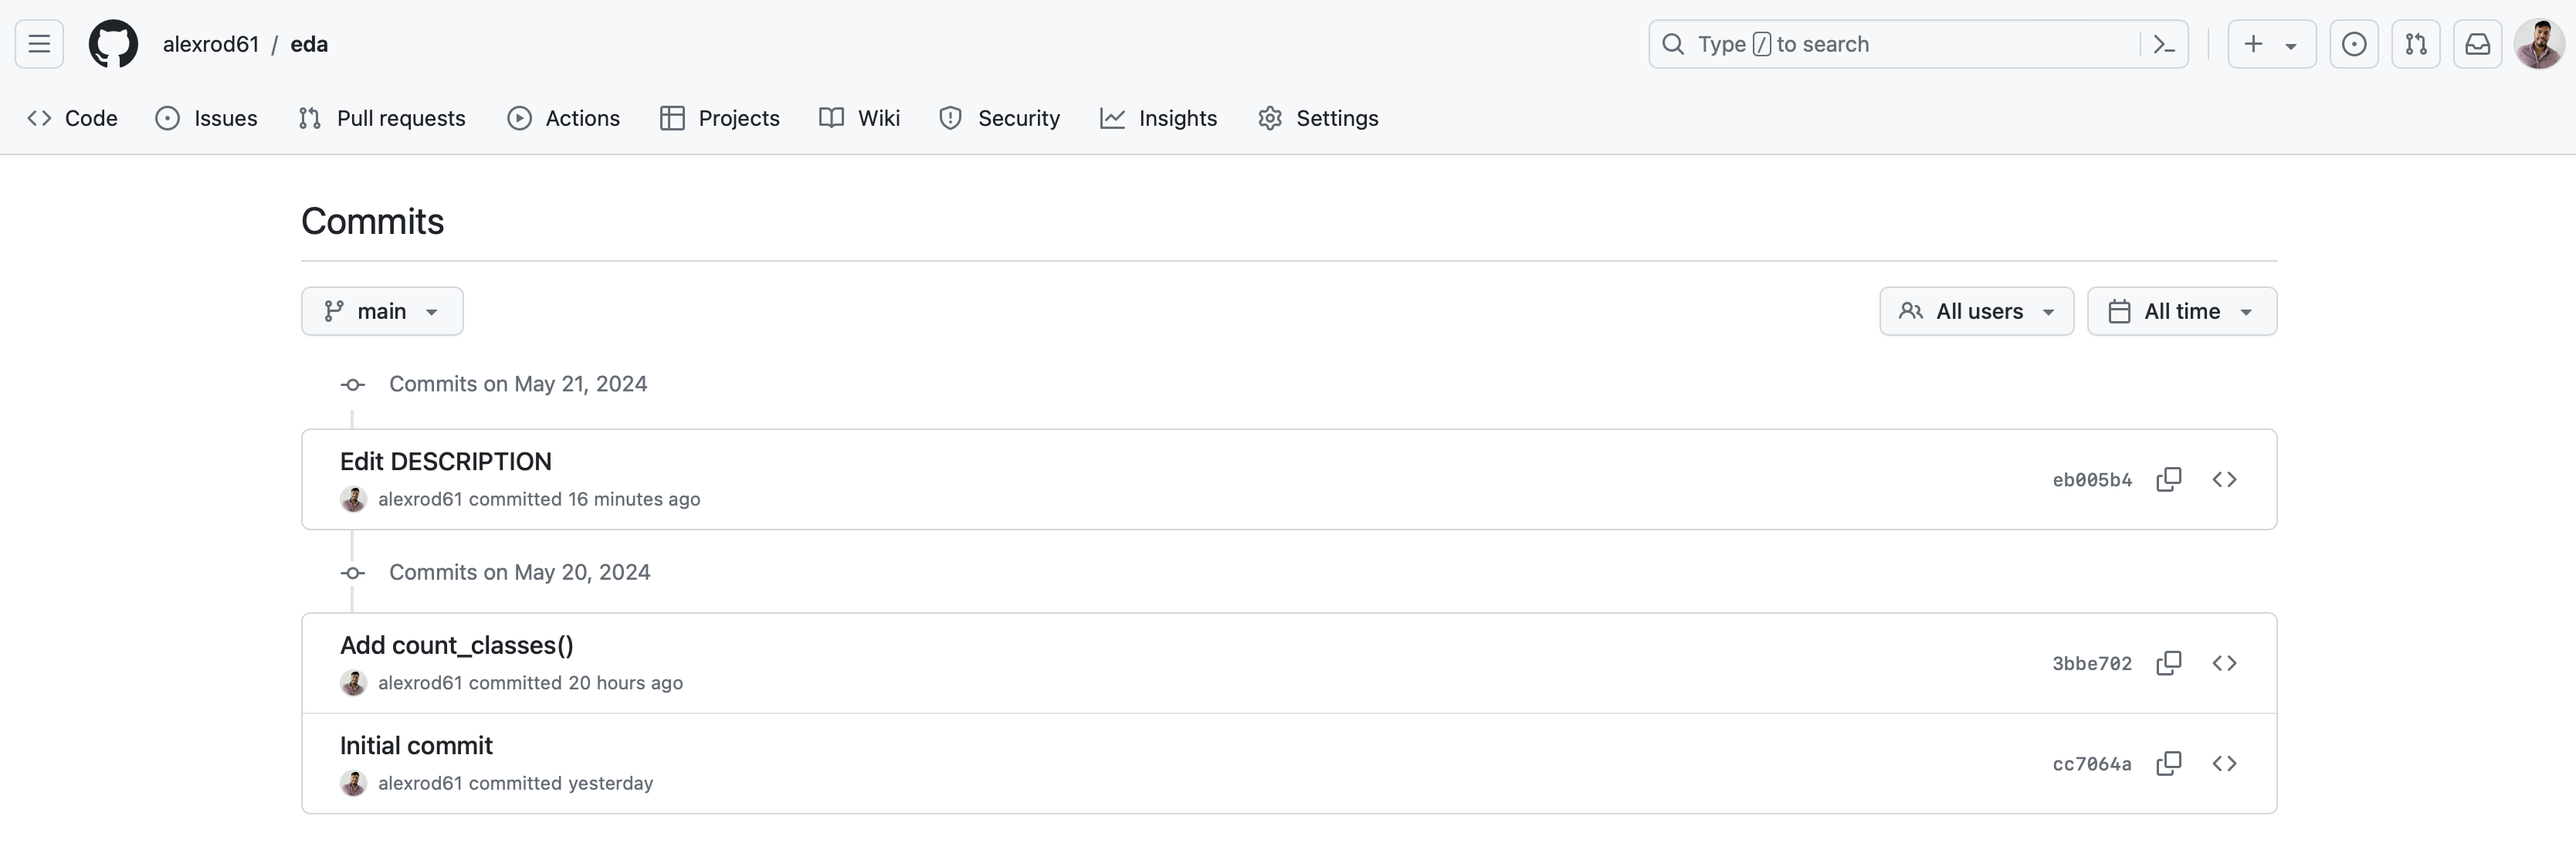 alexrod61 / eda
Type / to search
Code Issues Pull requests Actions Projects Wiki Security Insights Settings
Commits
main All users All time
Commits on May 21, 2024
Edit DESCRIPTION
eb005b4
alexrod61 committed 16 minutes ago
Commits on May 20, 2024
Add count_classes()
3bbe702
alexrod61 committed 20 hours ago
Initial commit
cc7064a
alexrod61 committed yesterday